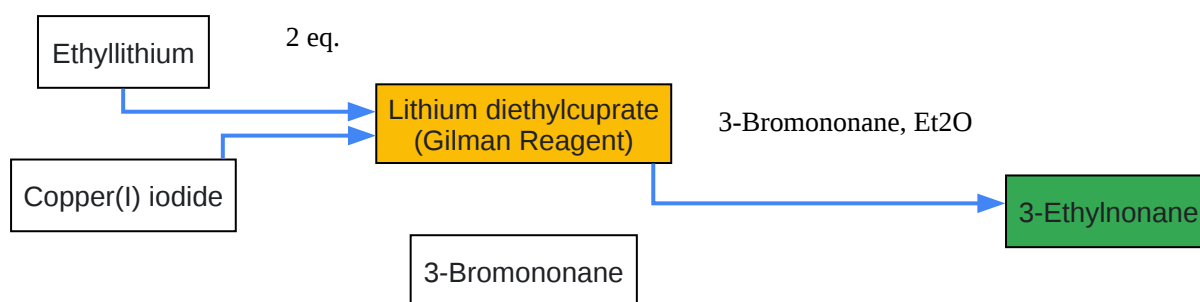 Ethyllithium
2 eq.
Lithium diethylcuprate
(Gilman Reagent)
3-Bromononane, Et2O
Copper(I) iodide
3-Ethylnonane
3-Bromononane